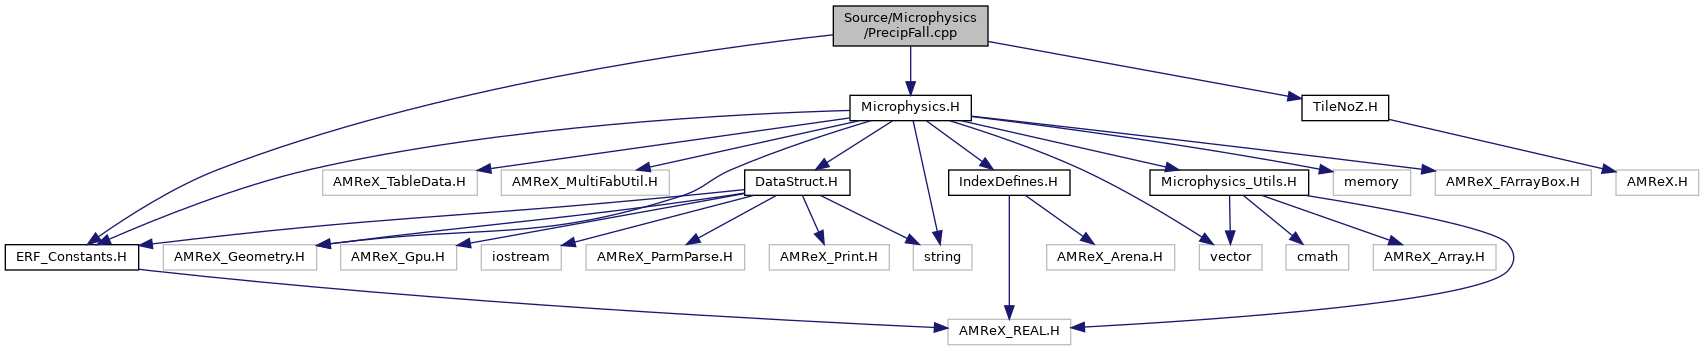 Source/Microphysics
/PrecipFall.cpp
Microphysics.H
TileNoZ.H
AMReX_TableData.H
AMReX_MultiFabUtil.H
DataStruct.H
IndexDefines.H
Microphysics_Utils.H
memory
AMReX_FArrayBox.H
AMReX.H
ERF_Constants.H
AMReX_Geometry.H
AMReX_Gpu.H
iostream
AMReX_ParmParse.H
AMReX_Print.H
string
AMReX_Arena.H
vector
cmath
AMReX_Array.H
AMReX_REAL.H